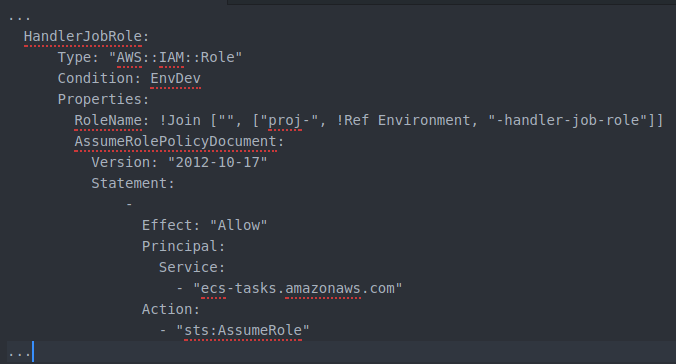 ...
HandlerJobRole:
Type: "AWS::IAM::Role"
Condition: EnvDev
Properties:
RoleName: !Join ["", ["proj-", !Ref Environment, "-handler-job-role"]]
AssumeRolePolicyDocument:
Version: "2012-10-17"
Statement:
-
Effect: "Allow"
Principal:
Service:
- "ecs-tasks.amazonaws.com"
Action:
- "sts:AssumeRole"
...